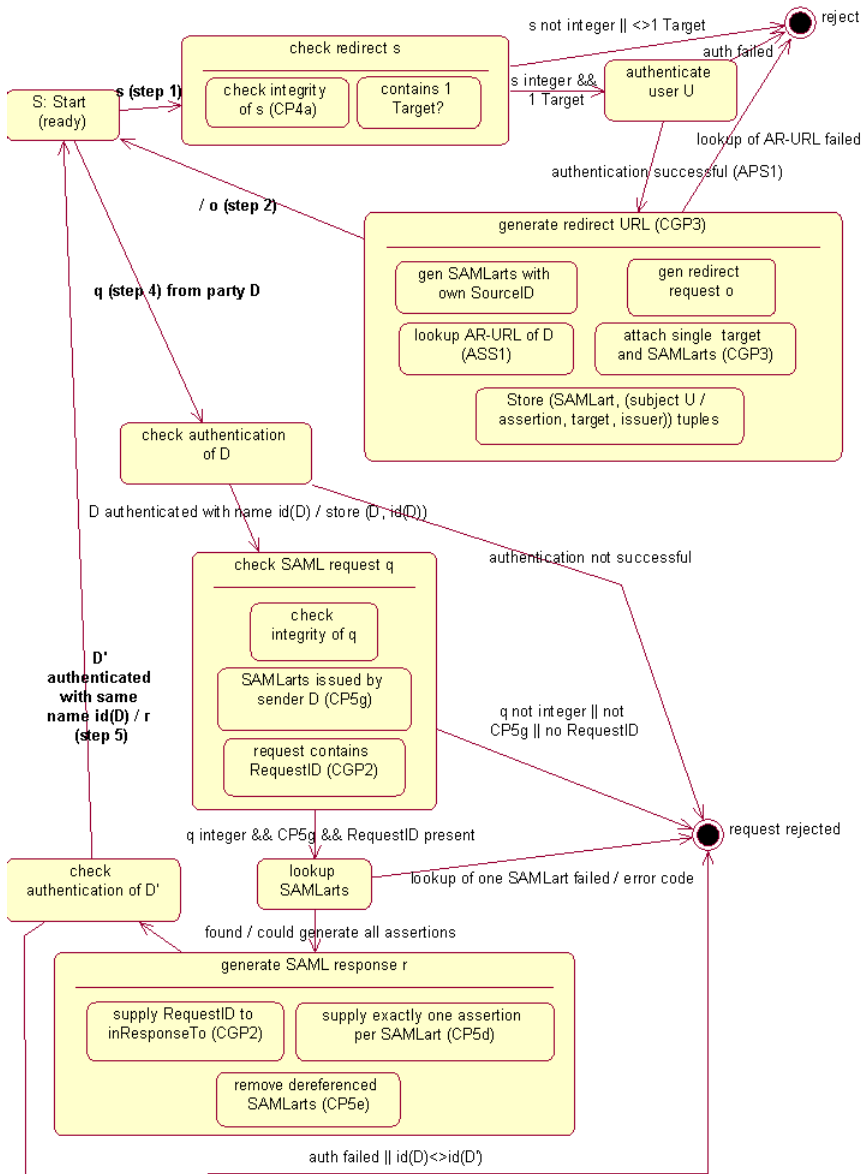 check redirect s
s not integer || <>1 Target
reject
s (step 1)
check integrity
of s (CP4a)
contains 1
Target?
s integer &&
1 Target
auth failed
authenticate
user U
S: Start
(ready)
lookup of AR-URL failed
authentication successful (APS1)
/ o (step 2)
generate redirect URL (CGP3)
gen SAMLarts with
own SourceID
gen redirect
request o
q (step 4) from party D
lookup AR-URL of D
(ASS1)
attach single target
and SAMLarts (CGP3)
Store (SAMLart, (subject U /
assertion, target, issuer)) tuples
check authentication
of D
D authenticated with name id(D) / store (D, id(D))
authentication not successful
check SAML request q
check
integrity of q
SAMLarts issued by
sender D (CP5g)
request contains
RequestID (CGP2)
D'
authenticated
with same
name id(D) / r
(step 5)
q not integer || not
CP5g || no RequestID
q integer && CP5g && RequestID present
request rejected
check
authentication of D'
lookup
SAMLarts
lookup of one SAMLart failed / error code
found / could generate all assertions
generate SAML response r
supply RequestID to
inResponseTo (CGP2)
supply exactly one assertion
per SAMLart (CP5d)
remove dereferenced
SAMLarts (CP5e)
auth failed || id(D)<>id(D')